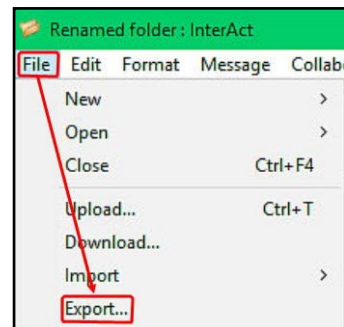 Renamed folder : InterAct
File Edit Format Message Collab
New >
Open >
Close Ctrl+F4
Upload... Ctrl+T
Download...
Import >
Export...